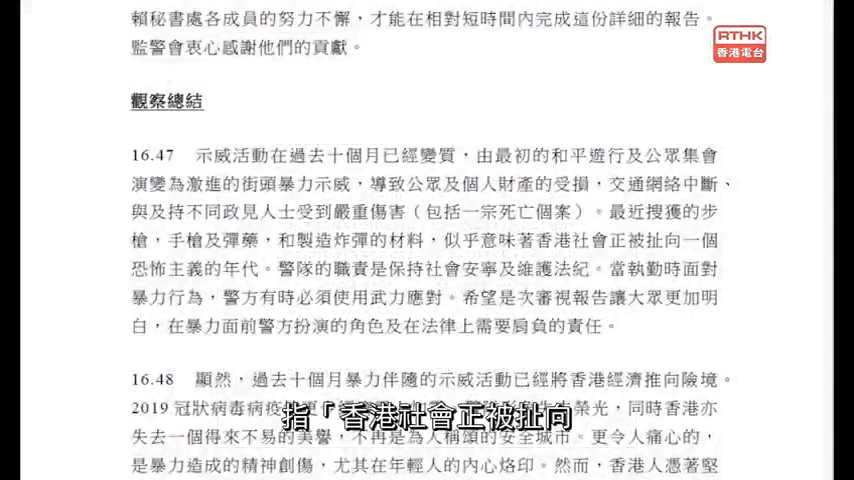 賴秘書處各成員的努力不懈，才能在相對短時間內完成這份詳細的報告。
監警會衷心感謝他們的貢獻。
RTHK
香港電台
觀察總結
16.47 示威活動在過去十個月已經變質，由最初的和平遊行及公眾集會
演變為激進的街頭暴力示威，導致公眾及個人財產的受損，交通網絡中斷、
與及持不同政見人士受到嚴重傷害（包括一宗死亡個案）。最近搜獲的步
槍，手槍及彈藥，和製造炸彈的材料，似乎意味著香港社會正被扯向一個
恐怖主義的年代。警隊的職責是保持社會安寧及維護法紀。當執勤時面對
暴力行為，警方有時必須使用武力應對。希望是次審視報告讓大眾更加明
白，在暴力面前警方扮演的角色及在法律上需要肩負的責任。
16.48 顯然，過去十個月暴力伴隨的示威活動已經將香港經濟推向險境。
2019 冠狀病毒病疫 榮光，同時香港亦
指「香港社會正被扯向
失去一個得來不易的美譽，不再是為人稱頌的安全城市。更令人痛心的，
是暴力造成的精神創傷，尤其在年輕人的內心烙印。然而，香港人憑著堅